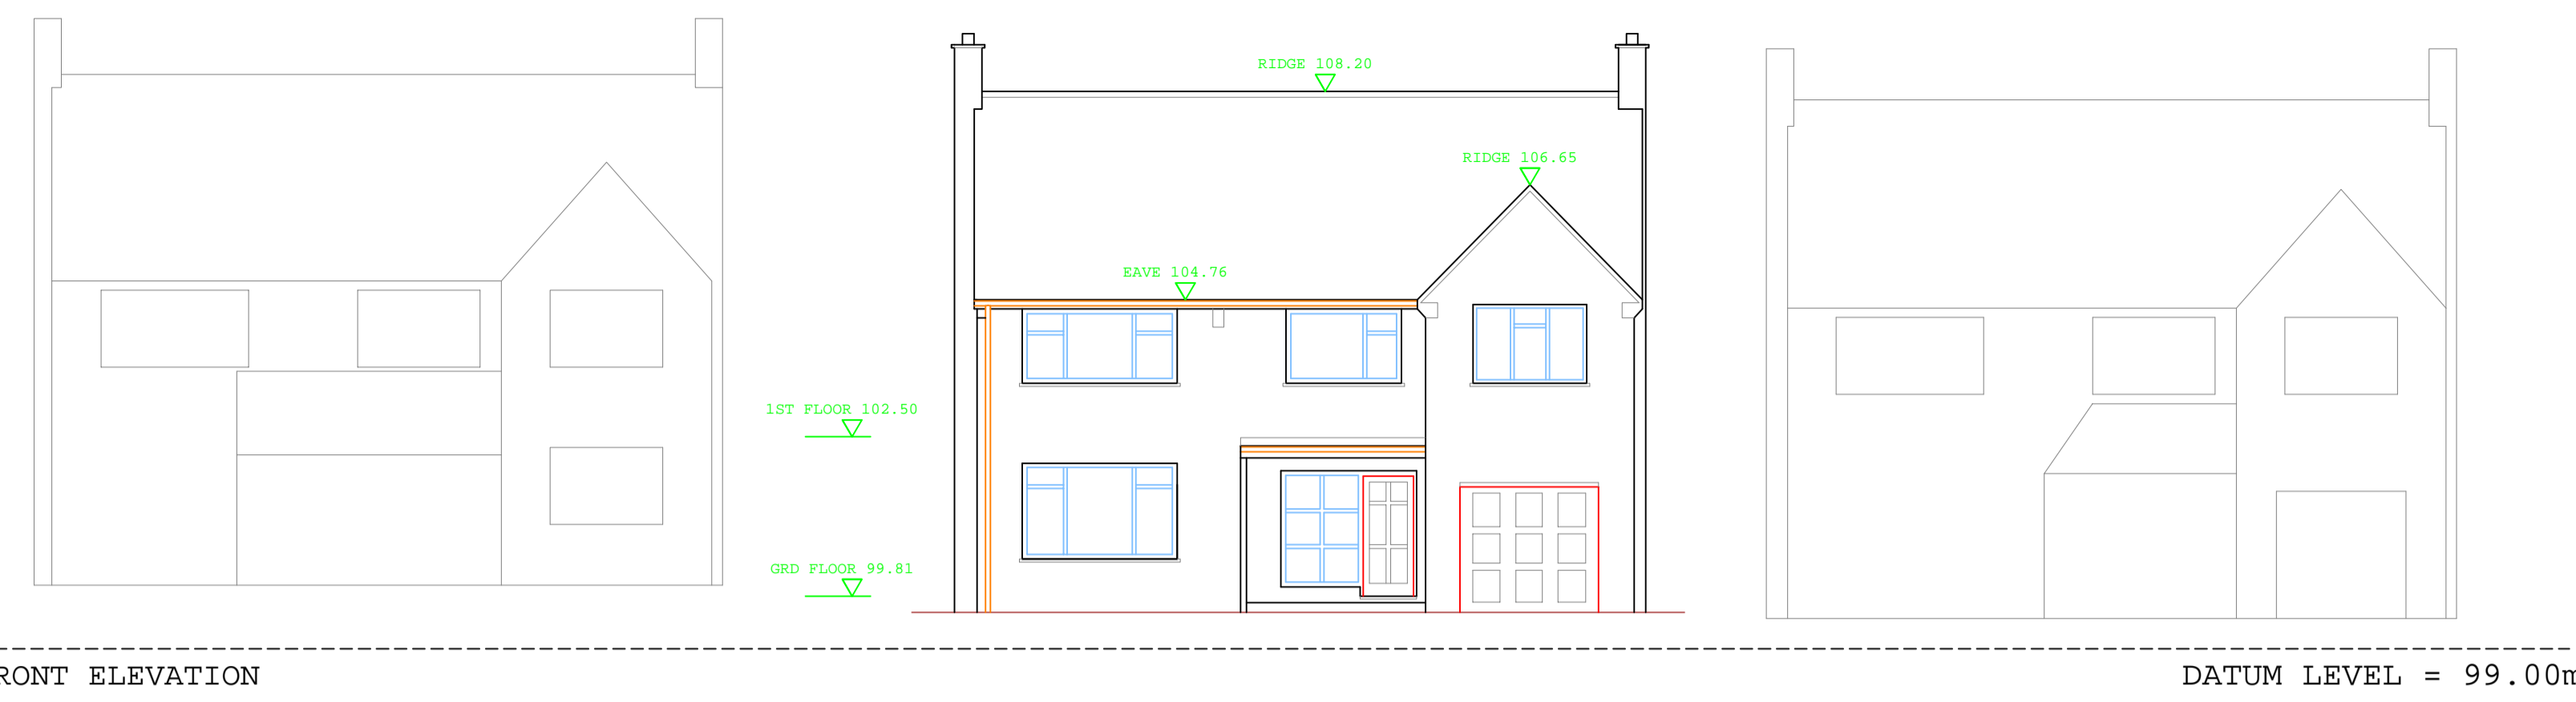 RIDGE 108.20
RIDGE 106.65
EAVE 104.76
1ST FLOOR 102.50
GRD FLOOR 99.81
RONT ELEVATION
DATUM LEVEL = 99.00m